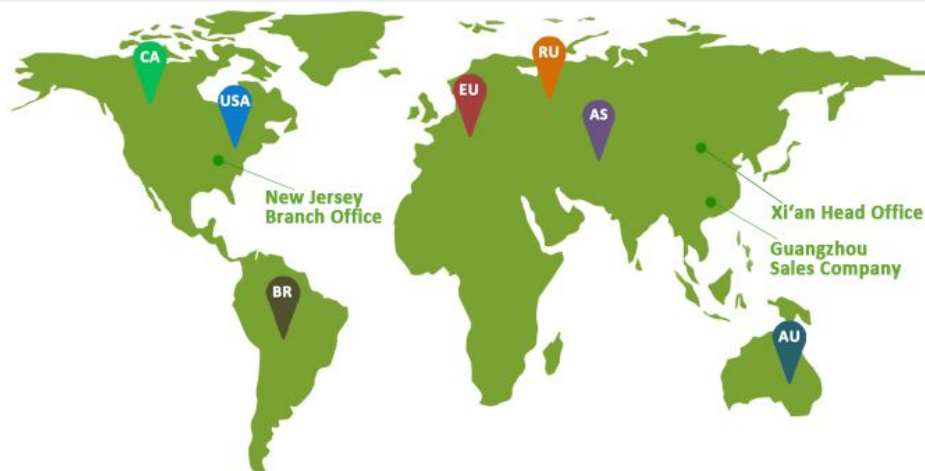 CA
RU
USA
EU
AS
New Jersey
Branch Office
Xi‘an Head Office
Guangzhou
Sales Company
BR
AU